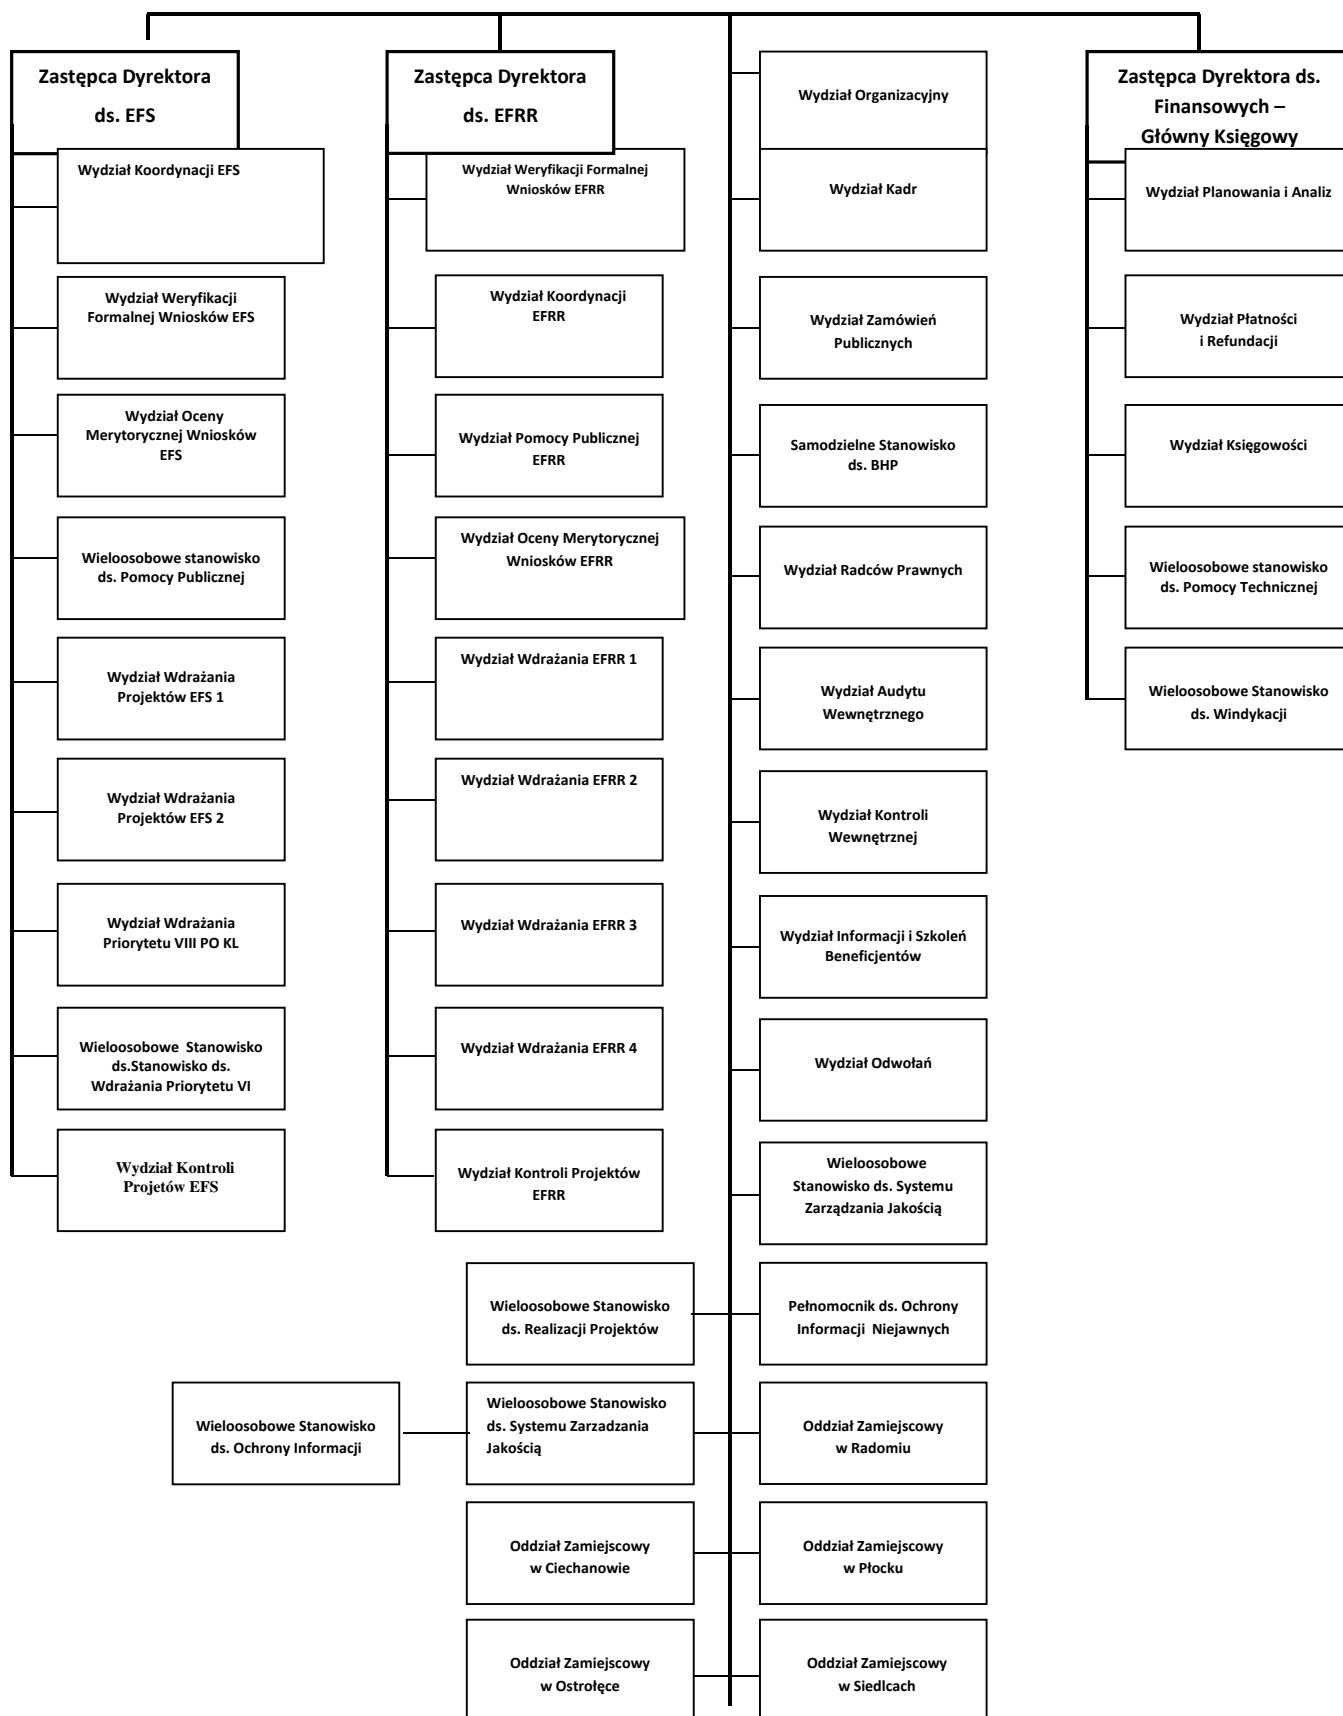 Zastępca Dyrektora
ds. EFS
Wydział Koordynacji EFS
Wydział Weryfikacji
Formalnej Wniosków EFS
Wydział Oceny
Merytorycznej Wniosków
EFS
Wieloosobowe stanowisko
ds. Pomocy Publicznej
Wydział Wdrażania
Projektów EFS 1
Wydział Wdrażania
Projektów EFS 2
Wydział Wdrażania
Priorytetu VIII PO KL
Wieloosobowe  Stanowisko
ds.Stanowisko ds.
Wdrażania Priorytetu VI
Wydział Kontroli
Projetów EFS
Zastępca Dyrektora
ds. EFRR
Wydział Weryfikacji Formalnej
Wniosków EFRR
Wydział Koordynacji
EFRR
Wydział Pomocy Publicznej
EFRR
Wydział Oceny Merytorycznej
Wniosków EFRR
Wydział Wdrażania EFRR 1
Wydział Wdrażania EFRR 2
Wydział Wdrażania EFRR 3
Wydział Wdrażania EFRR 4
Wydział Kontroli Projektów
EFRR
Wydział Organizacyjny
Wydział Kadr
Wydział Zamówień
Publicznych
Samodzielne Stanowisko
ds. BHP
Wydział Radców Prawnych
Wydział Audytu
Wewnętrznego
Wydział Kontroli
Wewnętrznej
Wydział Informacji i Szkoleń
Beneficjentów
Wydział Odwołań
Wieloosobowe
Stanowisko ds. Systemu
Zarządzania Jakością
Zastępca Dyrektora ds.
Finansowych –
Główny Księgowy
Wydział Planowania i Analiz
Wydział Płatności
i Refundacji
Wydział Księgowości
Wieloosobowe stanowisko
ds. Pomocy Technicznej
Wieloosobowe Stanowisko
ds. Windykacji
Wieloosobowe Stanowisko
ds. Realizacji Projektów
Pełnomocnik ds. Ochrony
Informacji  Niejawnych
Wieloosobowe Stanowisko
ds. Ochrony Informacji
Wieloosobowe Stanowisko
ds. Systemu Zarzadzania
Jakością
Oddział Zamiejscowy
w Radomiu
Oddział Zamiejscowy
w Ciechanowie
Oddział Zamiejscowy
w Płocku
Oddział Zamiejscowy
w Ostrołęce
Oddział Zamiejscowy
w Siedlcach